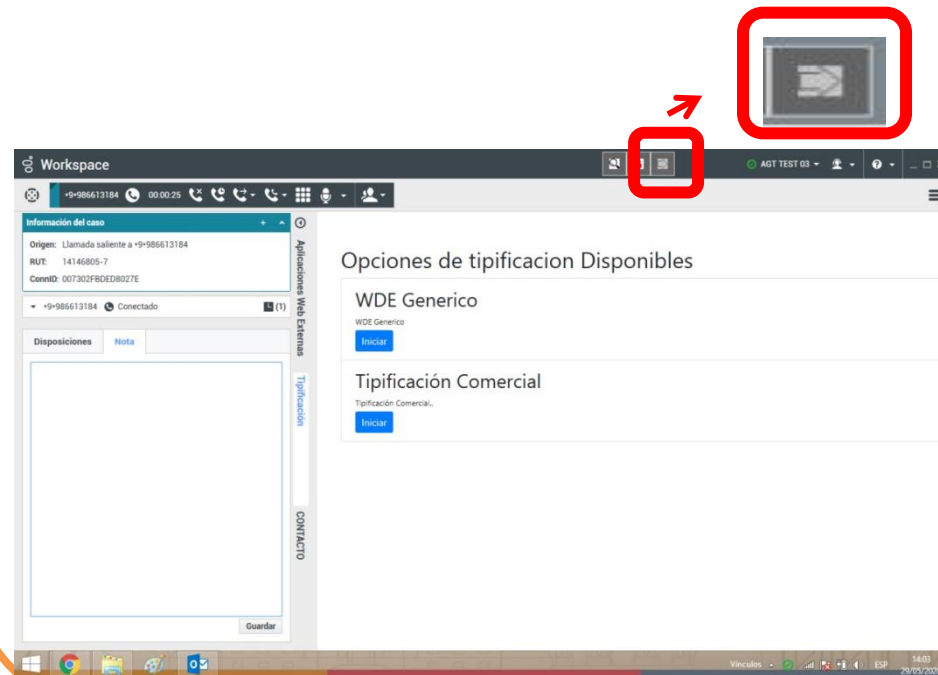 Workspace
AGT TEST 03
+9+986613184 00:00:25
Información del caso
Origen: Llamada saliente a +9+986613184
RUT: 14146805-7
ConnID: 007302FBDED8027E
+9+986613184 Conectado (1)
Disposiciones Nota
Guardar
Aplicaciones Web Externas
Tipificación
CONTACTO
Opciones de tipificacion Disponibles
WDE Generico
WDE Generico
Iniciar
Tipificación Comercial
Tipificación Comercial..
Iniciar
Vínculos ESP 14:03